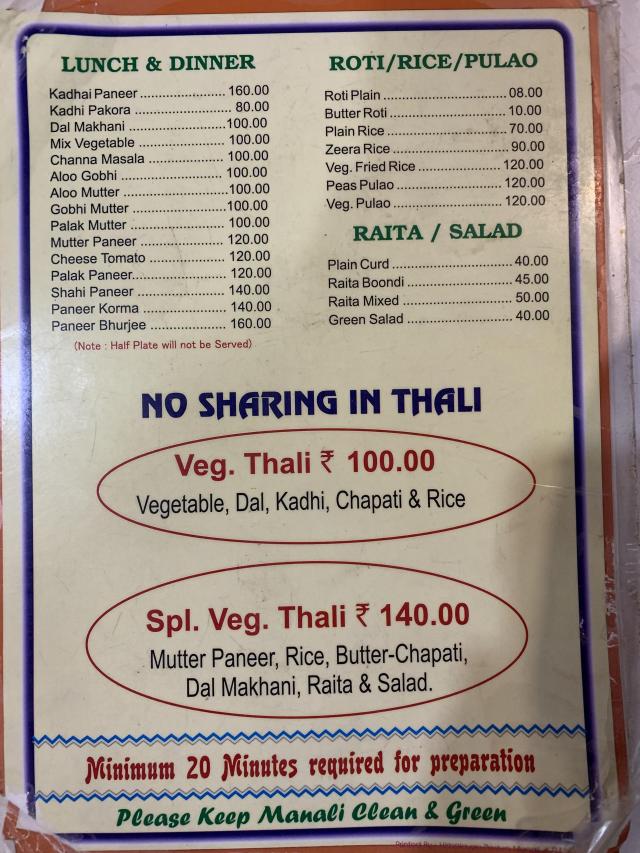 LUNCH & DINNER
Kadhai Paneer ...................... 160.00
Kadhi Pakora ......................... 80.00
Dal Makhani .........................100.00
Mix Vegetable ...................... 100.00
Channa Masala .................... 100.00
Aloo Gobhi .......................... 100.00
Aloo Mutter ...........................100.00
Gobhi Mutter ........................100.00
Palak Mutter ........................ 100.00
Mutter Paneer ...................... 120.00
Cheese Tomato .................... 120.00
Palak Paneer........................ 120.00
Shahi Paneer ....................... 140.00
Paneer Korma ..................... 140.00
Paneer Bhurjee .................... 160.00
(Note : Half Plate will not be Served)
ROTI/RICE/PULAO
Roti Plain ................................ 08.00
Butter Roti .............................. 10.00
Plain Rice ............................... 70.00
Zeera Rice .............................. 90.00
Veg. Fried Rice ...................... 120.00
Peas Pulao ........................... 120.00
Veg. Pulao ............................. 120.00
RAITA / SALAD
Plain Curd ................................ 40.00
Raita Boondi ............................ 45.00
Raita Mixed ............................. 50.00
Green Salad ............................ 40.00
NO SHARING IN THALI
Veg. Thali ₹ 100.00
Vegetable, Dal, Kadhi, Chapati & Rice
Spl. Veg. Thali ₹ 140.00
Mutter Paneer, Rice, Butter-Chapati,
Dal Makhani, Raita & Salad.
Minimum 20 Minutes required for preparation
Please Keep Manali Clean & Green